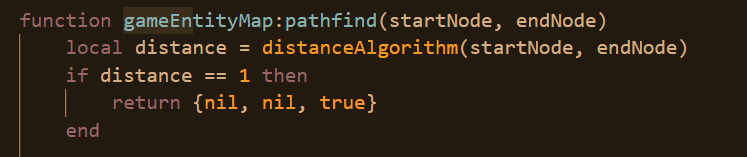 function gameEntityMap:pathfind(startNode, endNode)
    local distance = distanceAlgorithm(startNode, endNode)
    if distance == 1 then
        return {nil, nil, true}
    end